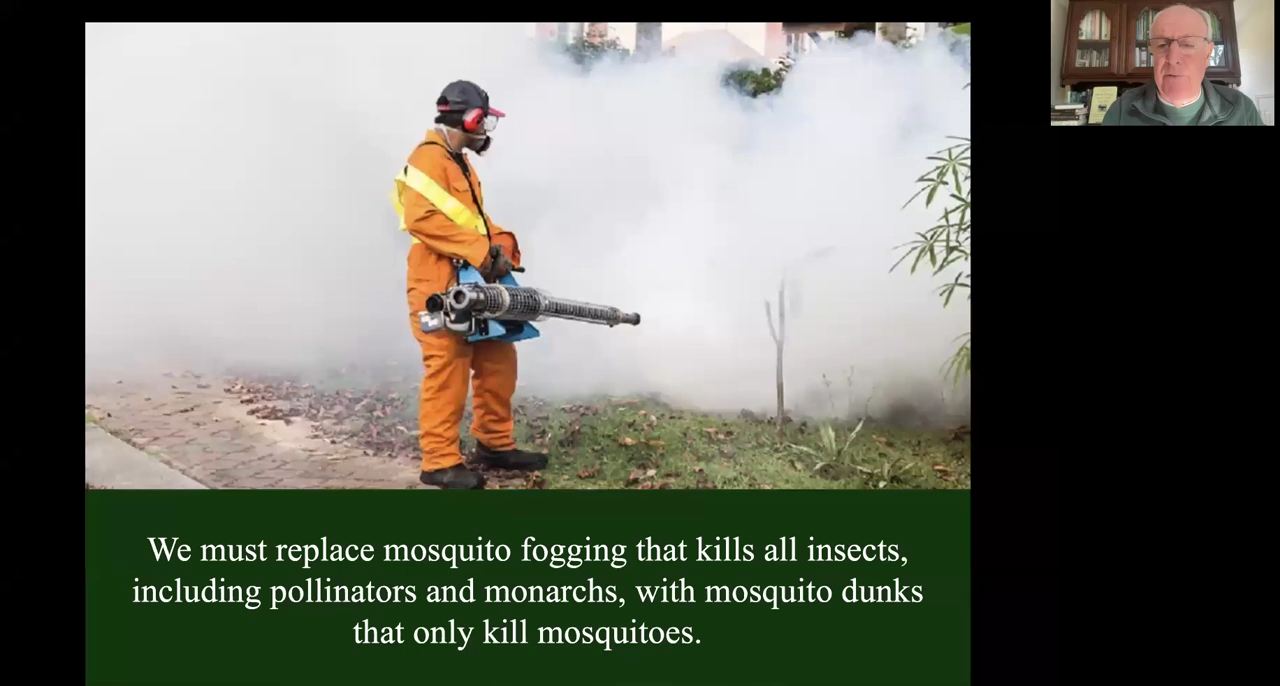 We must replace mosquito fogging that kills all insects,
including pollinators and monarchs, with mosquito dunks
that only kill mosquitoes.